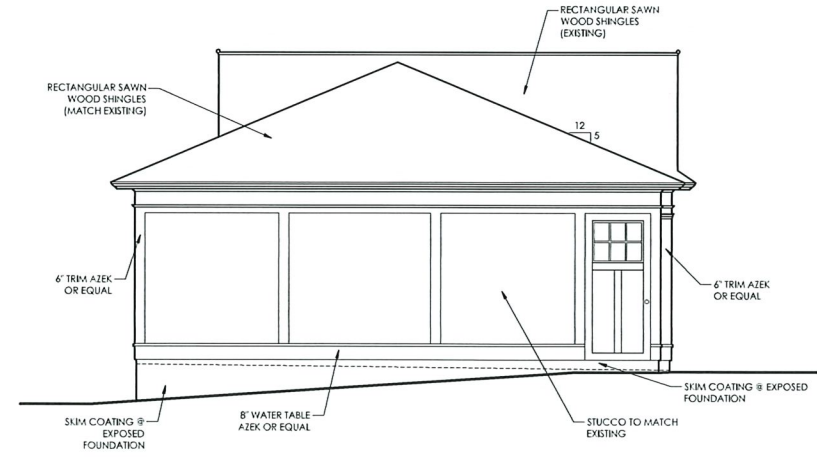 RECTANGULAR SAWN
WOOD SHINGLES
(EXISTING)
RECTANGULAR SAWN
WOOD SHINGLES
(MATCH EXISTING)
12
5
6" TRIM AZEK
OR EQUAL
6" TRIM AZEK
OR EQUAL
SKIM COATING @ EXPOSED
FOUNDATION
SKIM COATING @
EXPOSED
FOUNDATION
8" WATER TABLE
AZEK OR EQUAL
STUCCO TO MATCH
EXISTING